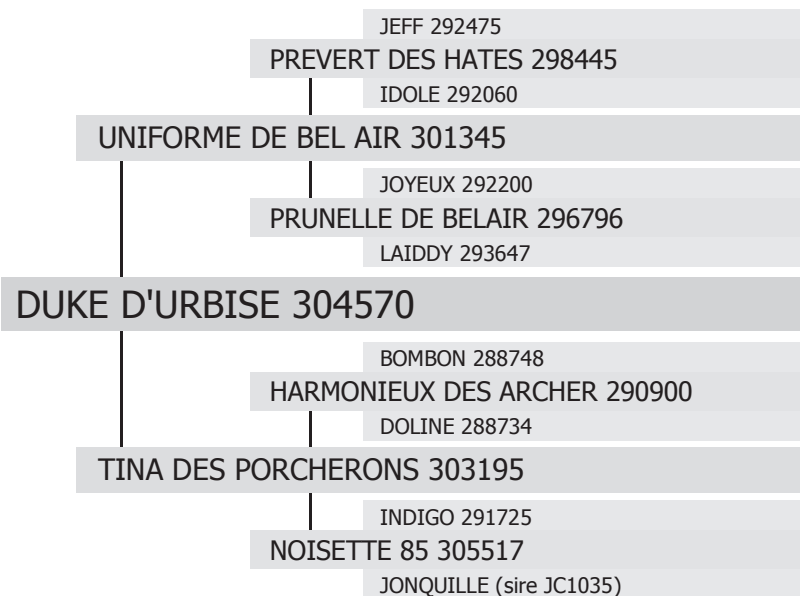 JEFF 292475
PREVERT DES HATES 298445
IDOLE 292060
UNIFORME DE BEL AIR 301345
JOYEUX 292200
PRUNELLE DE BELAIR 296796
LAIDDY 293647
DUKE D'URBISE 304570
BOMBON 288748
HARMONIEUX DES ARCHER 290900
DOLINE 288734
TINA DES PORCHERONS 303195
INDIGO 291725
NOISETTE 85 305517
JONQUILLE (sire JC1035)